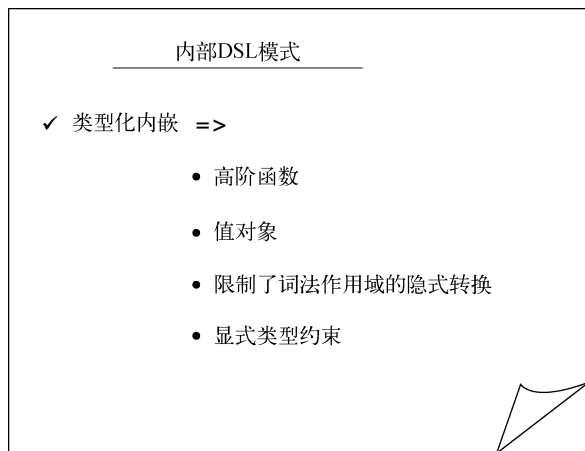 内部DSL模式
✓ 类型化内嵌 =>
• 高阶函数
• 值对象
• 限制了词法作用域的隐式转换
• 显式类型约束